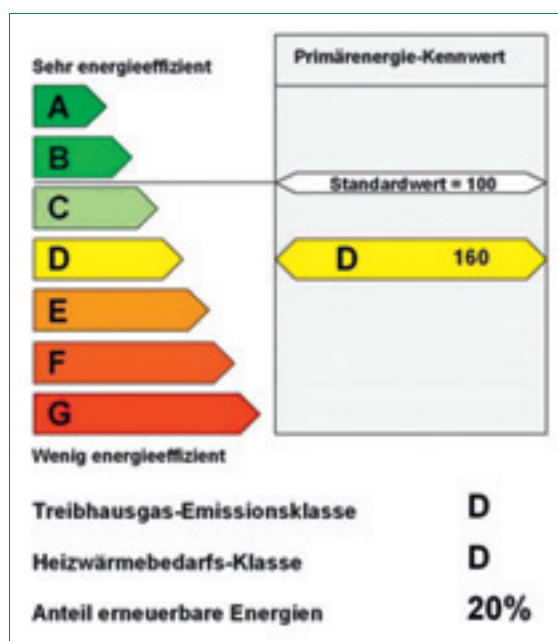 Sehr energieeffizient
Primärenergie-Kennwert
A
B
Standardwert = 100
C
D
D 160
E
F
G
Wenig energieeffizient
Treibhausgas-Emissionsklasse D
Heizwärmebedarfs-Klasse D
Anteil erneuerbare Energien 20%